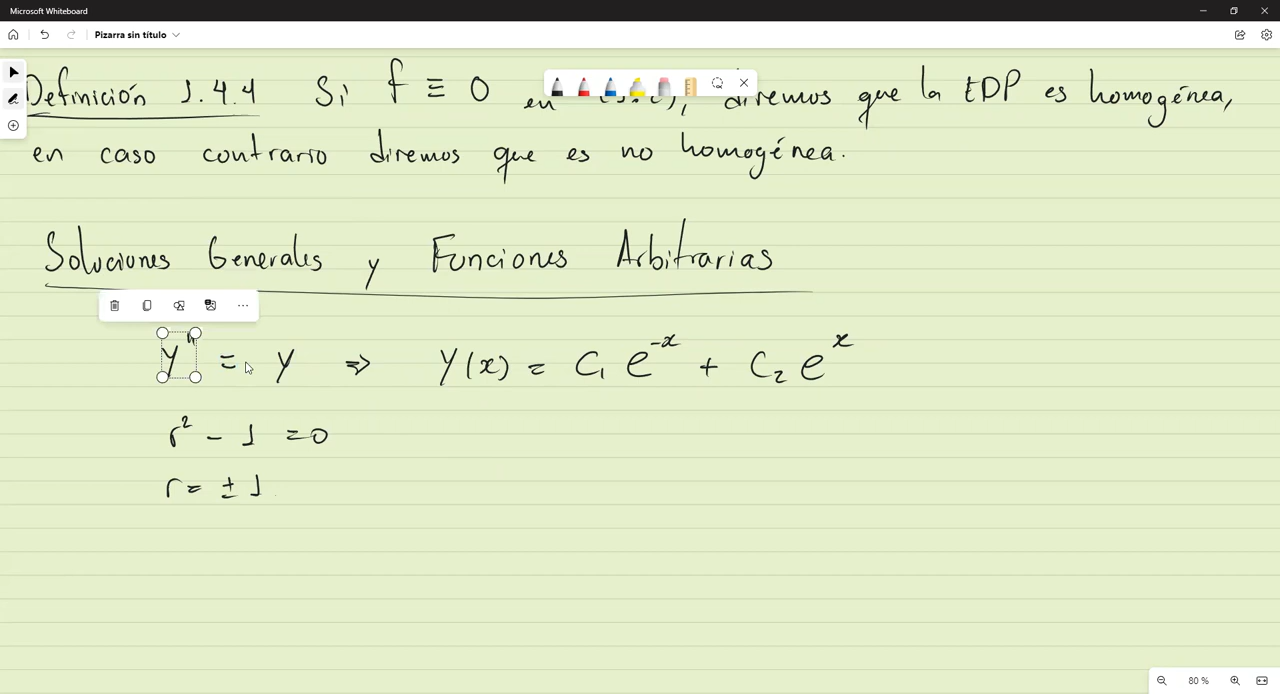 Microsoft Whiteboard
Pizarra sin título
Definición 1.4.4 Si f ≡ 0 en diremos que la EDP es homogénea,
en caso contrario diremos que es no homogénea.
Soluciones Generales y Funciones Arbitrarias
y'' = y ⇒ y(x) = C₁ e^{-x} + C₂ e^{x}
r² - 1 = 0
r = ± 1
80 %